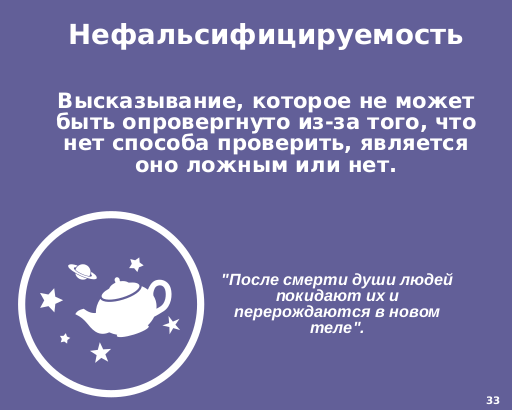 Нефальсифицируемость
Высказывание, которое не может
быть опровергнуто из-за того, что
нет способа проверить, является
оно ложным или нет.
"После смерти души людей
покидают их и
перерождаются в новом
теле".
33